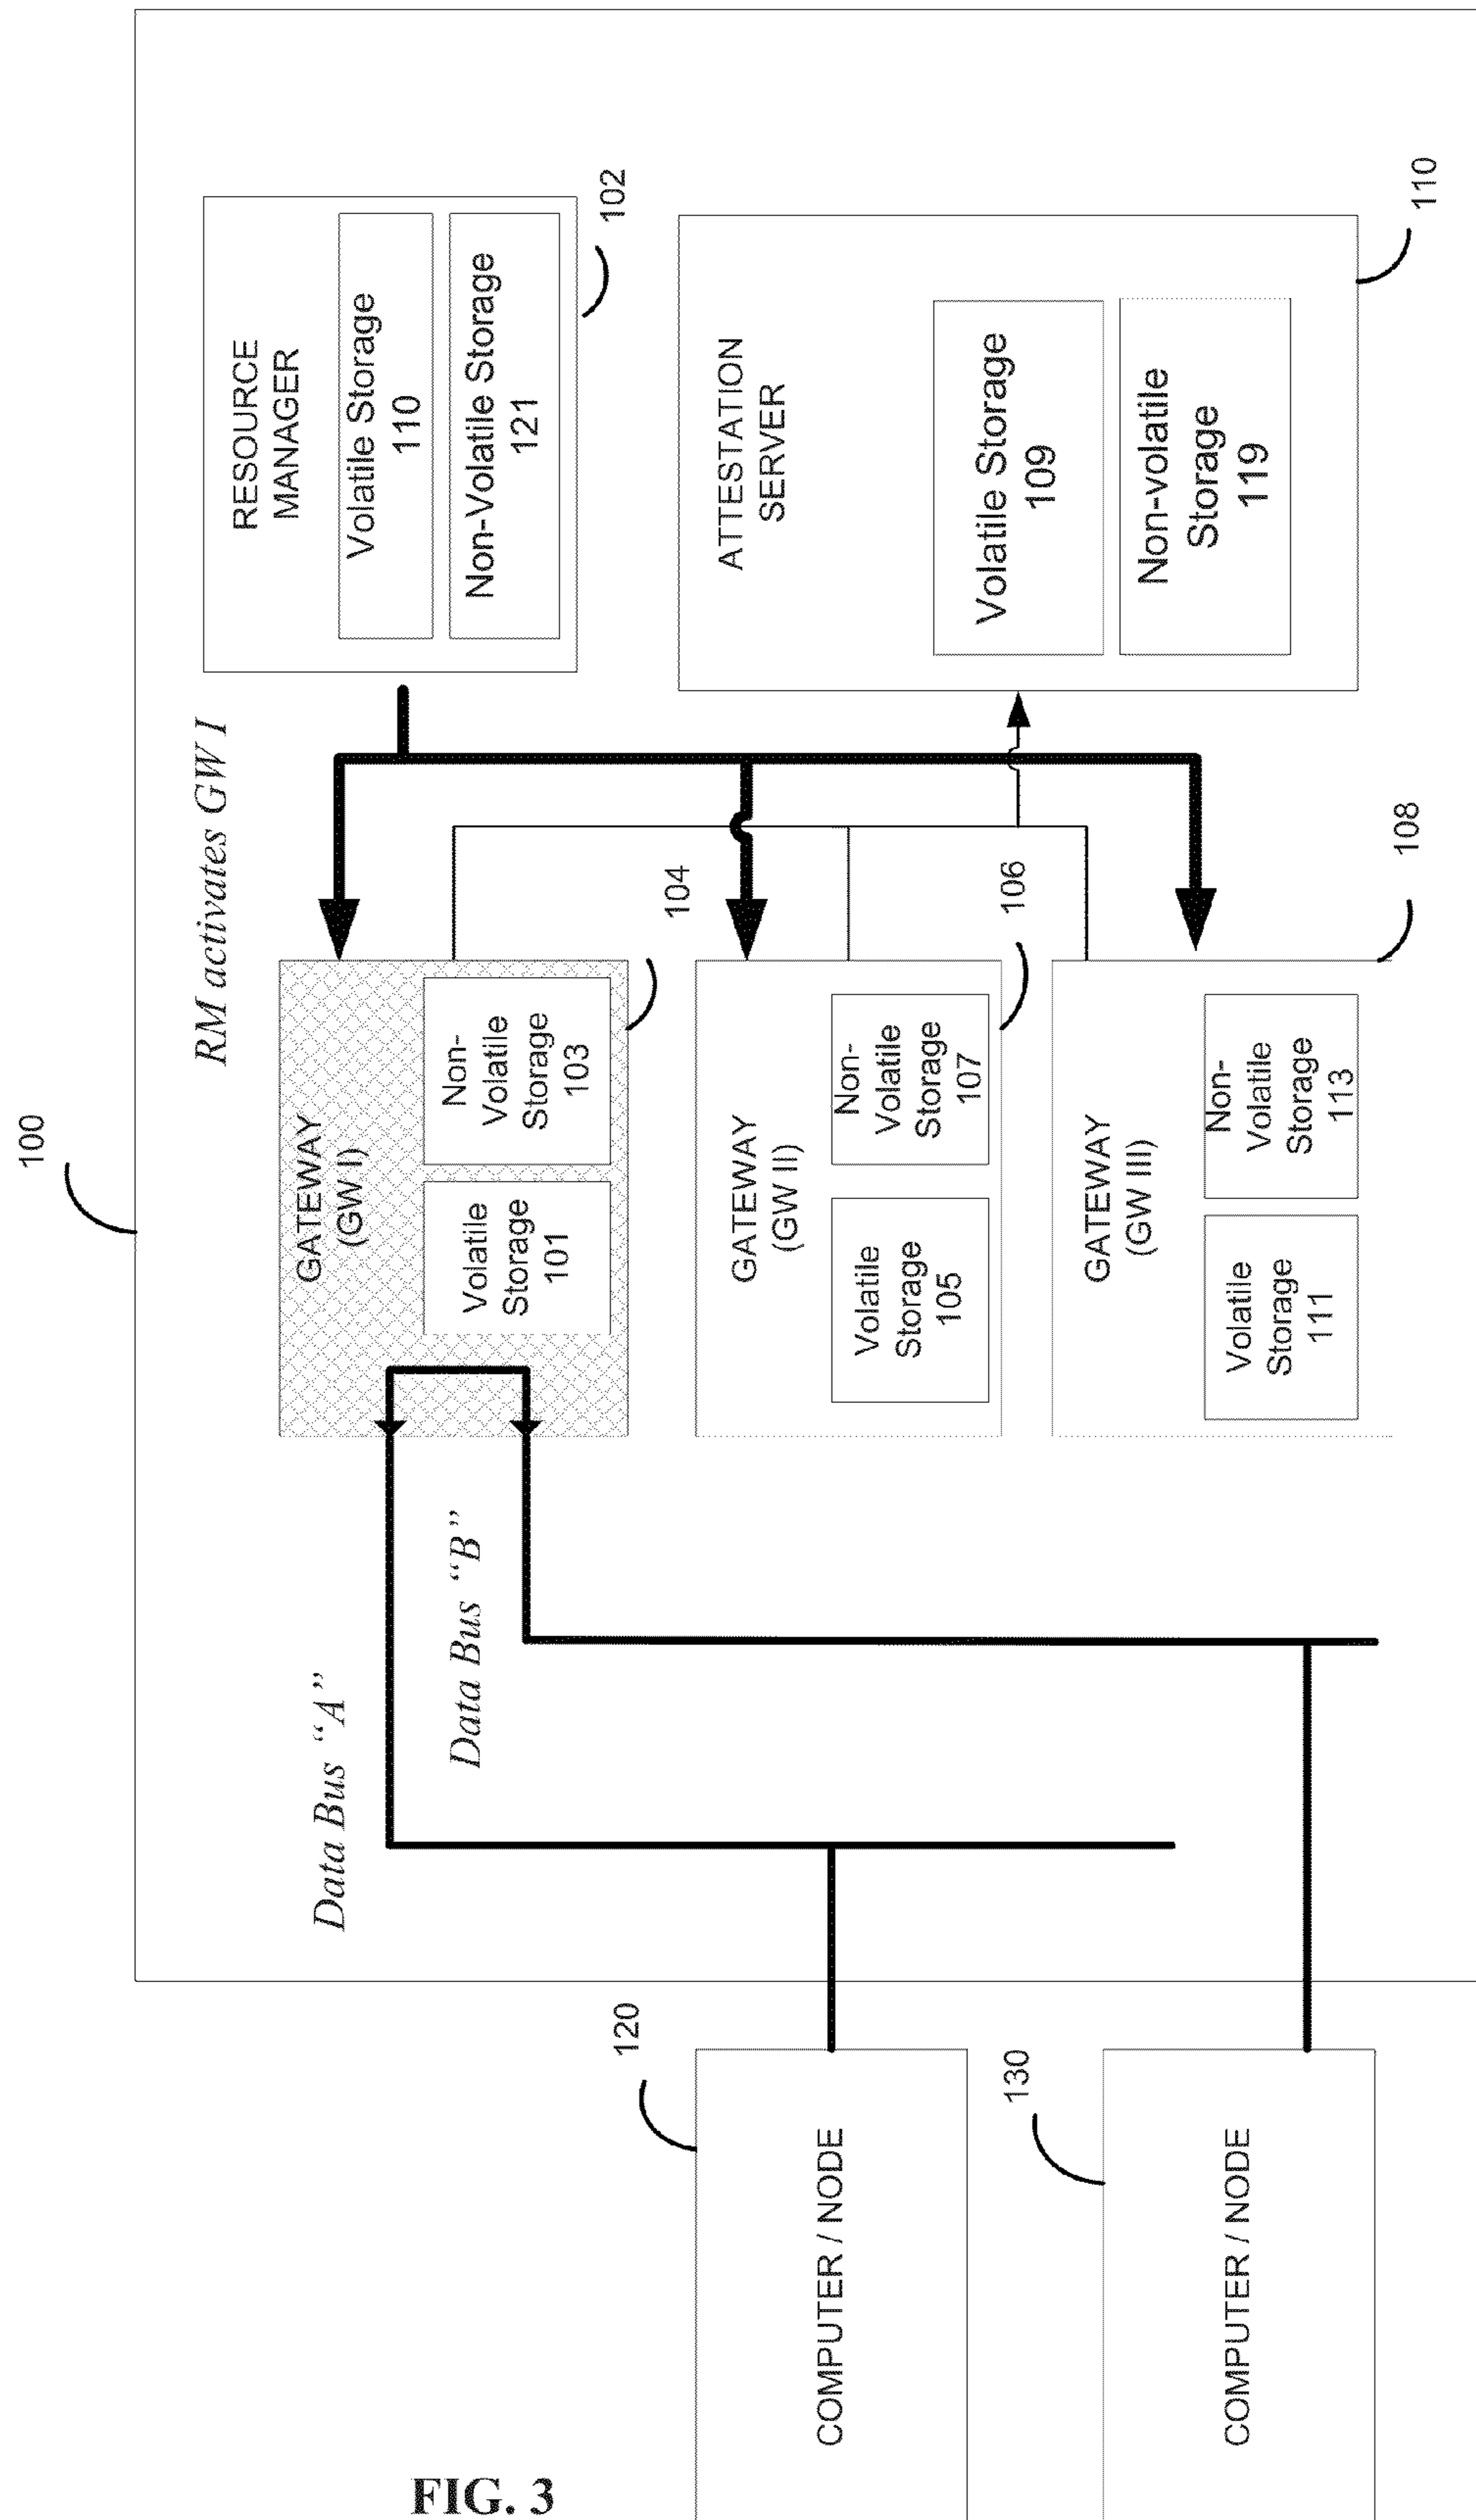 100
RM activates GW I
RESOURCE
MANAGER
Volatile Storage
110
Non-Volatile Storage
121
102
ATTESTATION
SERVER
Volatile Storage
109
Non-volatile
Storage
119
110
GATEWAY
(GW I)
Volatile
Storage
101
Non-
Volatile
Storage
103
104
GATEWAY
(GW II)
Volatile
Storage
105
Non-
Volatile
Storage
107
106
GATEWAY
(GW III)
Volatile
Storage
111
Non-
Volatile
Storage
113
108
Data Bus “A”
Data Bus “B”
COMPUTER / NODE
120
COMPUTER / NODE
130
FIG. 3